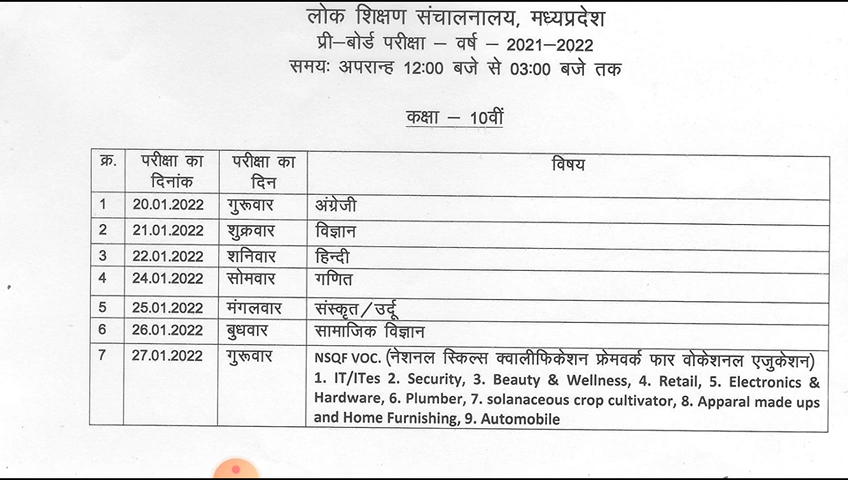 लोक शिक्षण संचालनालय, मध्यप्रदेश
प्री–बोर्ड परीक्षा – वर्ष – 2021–2022
समयः अपरान्ह 12:00 बजे से 03:00 बजे तक
कक्षा – 10वीं
क्र. परीक्षा का दिनांक परीक्षा का दिन विषय
1 20.01.2022 गुरूवार अंग्रेजी
2 21.01.2022 शुक्रवार विज्ञान
3 22.01.2022 शनिवार हिन्दी
4 24.01.2022 सोमवार गणित
5 25.01.2022 मंगलवार संस्कृत/उर्दू
6 26.01.2022 बुधवार सामाजिक विज्ञान
7 27.01.2022 गुरूवार NSQF VOC. (नेशनल स्किल्स क्वालीफिकेशन फ्रेमवर्क फार वोकेशनल एजुकेशन)
1. IT/ITes 2. Security, 3. Beauty & Wellness, 4. Retail, 5. Electronics &
Hardware, 6. Plumber, 7. solanaceous crop cultivator, 8. Apparal made ups
and Home Furnishing, 9. Automobile